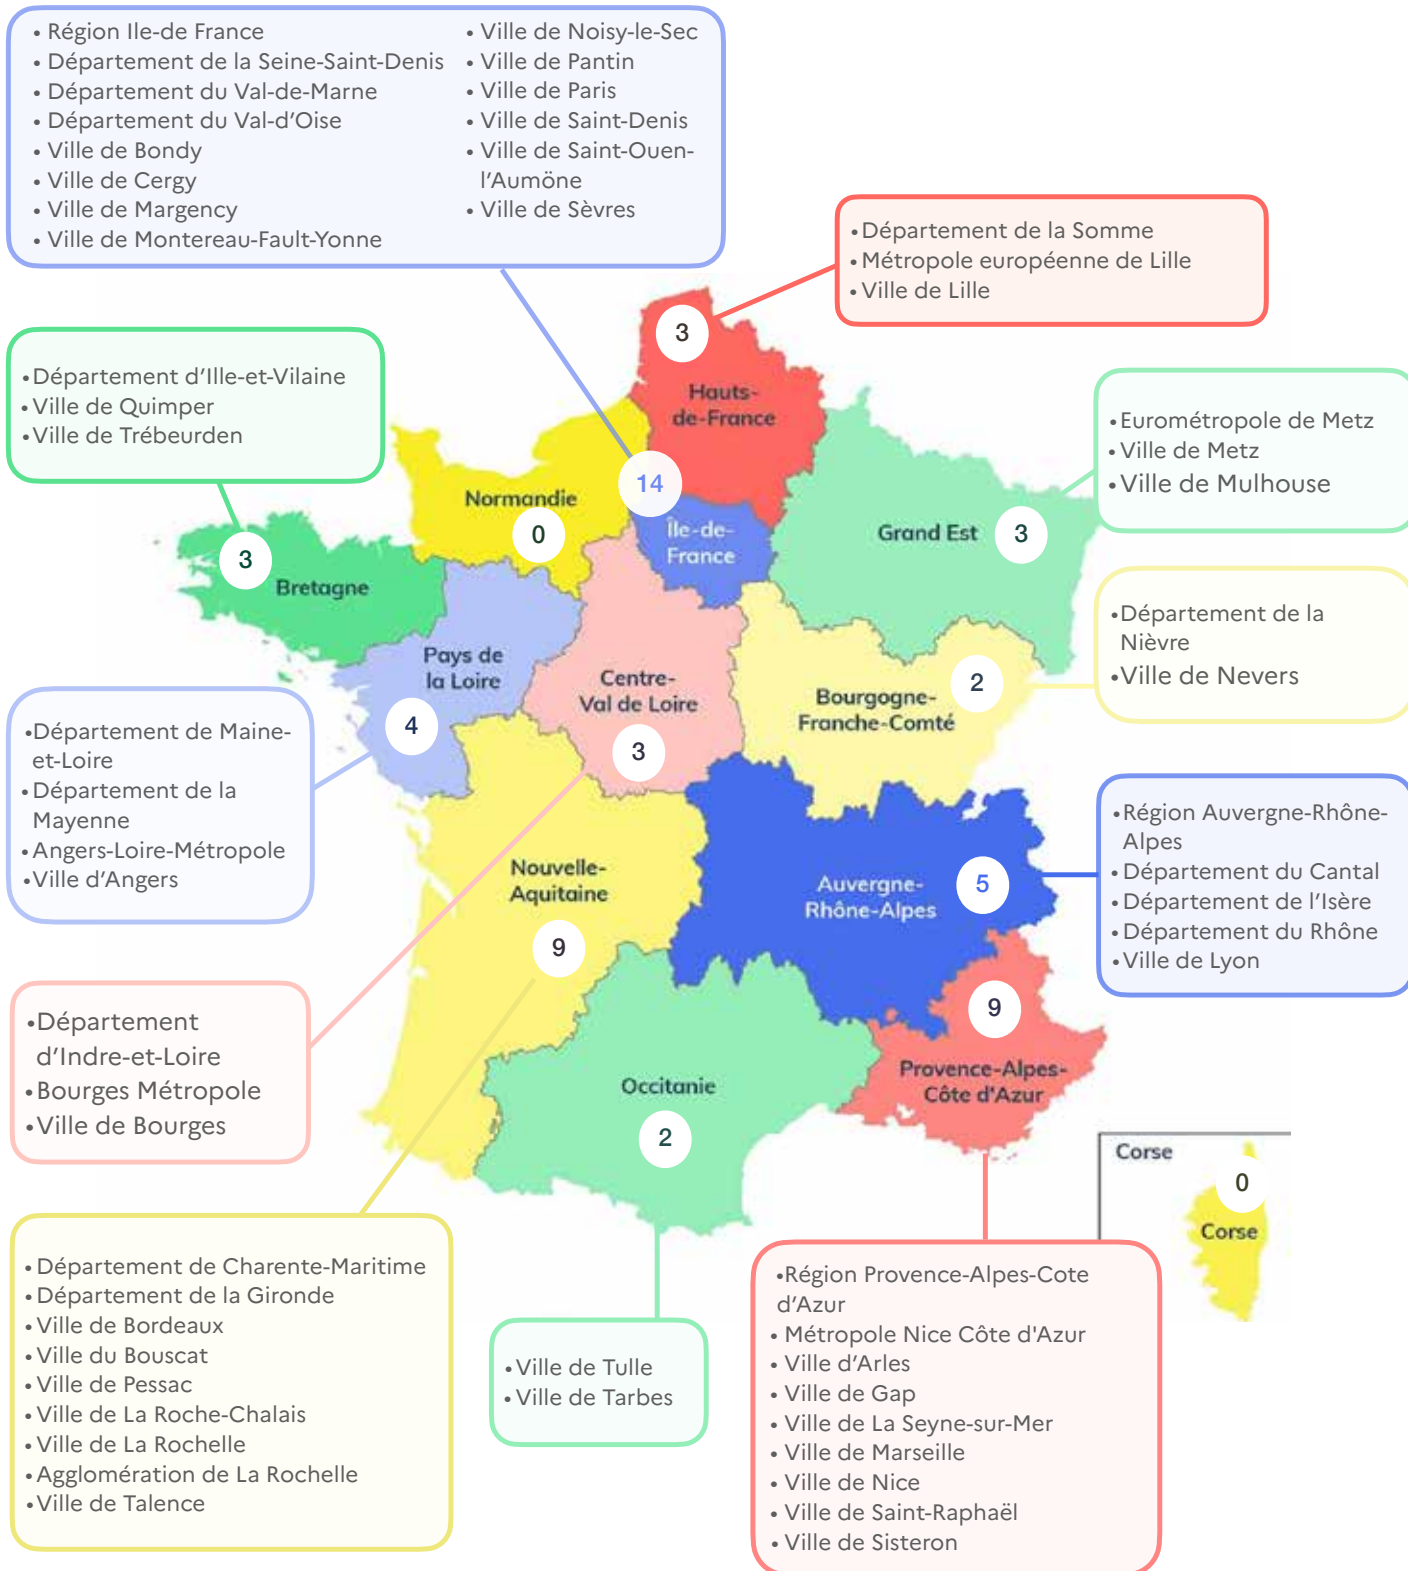 • Région Ile-de France
• Département de la Seine-Saint-Denis
• Département du Val-de-Marne
• Département du Val-d’Oise
• Ville de Bondy
• Ville de Cergy
• Ville de Margency
• Ville de Montereau-Fault-Yonne
• Ville de Noisy-le-Sec
• Ville de Pantin
• Ville de Paris
• Ville de Saint-Denis
• Ville de Saint-Ouen-
l’Aumöne
• Ville de Sèvres
• Département de la Somme
• Métropole européenne de Lille
• Ville de Lille
3
Hauts-
de-France
• Département d’Ille-et-Vilaine
• Ville de Quimper
• Ville de Trébeurden
• Eurométropole de Metz
• Ville de Metz
• Ville de Mulhouse
14
Normandie
0
Île-de-
France
Grand Est
3
3
Bretagne
• Département de la
Nièvre
• Ville de Nevers
Pays de
la Loire
4
Centre-
Val de Loire
3
2
Bourgogne-
Franche-Comté
• Département de Maine-
et-Loire
• Département de la
Mayenne
• Angers-Loire-Métropole
• Ville d’Angers
• Région Auvergne-Rhône-
Alpes
• Département du Cantal
• Département de l’Isère
• Département du Rhône
• Ville de Lyon
Nouvelle-
Aquitaine
9
Auvergne-
Rhône-Alpes
5
• Département
d’Indre-et-Loire
• Bourges Métropole
• Ville de Bourges
9
Provence-Alpes-
Côte d'Azur
Occitanie
2
Corse
0
Corse
• Département de Charente-Maritime
• Département de la Gironde
• Ville de Bordeaux
• Ville du Bouscat
• Ville de Pessac
• Ville de La Roche-Chalais
• Ville de La Rochelle
• Agglomération de La Rochelle
• Ville de Talence
• Ville de Tulle
• Ville de Tarbes
• Région Provence-Alpes-Cote
d’Azur
• Métropole Nice Côte d'Azur
• Ville d’Arles
• Ville de Gap
• Ville de La Seyne-sur-Mer
• Ville de Marseille
• Ville de Nice
• Ville de Saint-Raphaël
• Ville de Sisteron